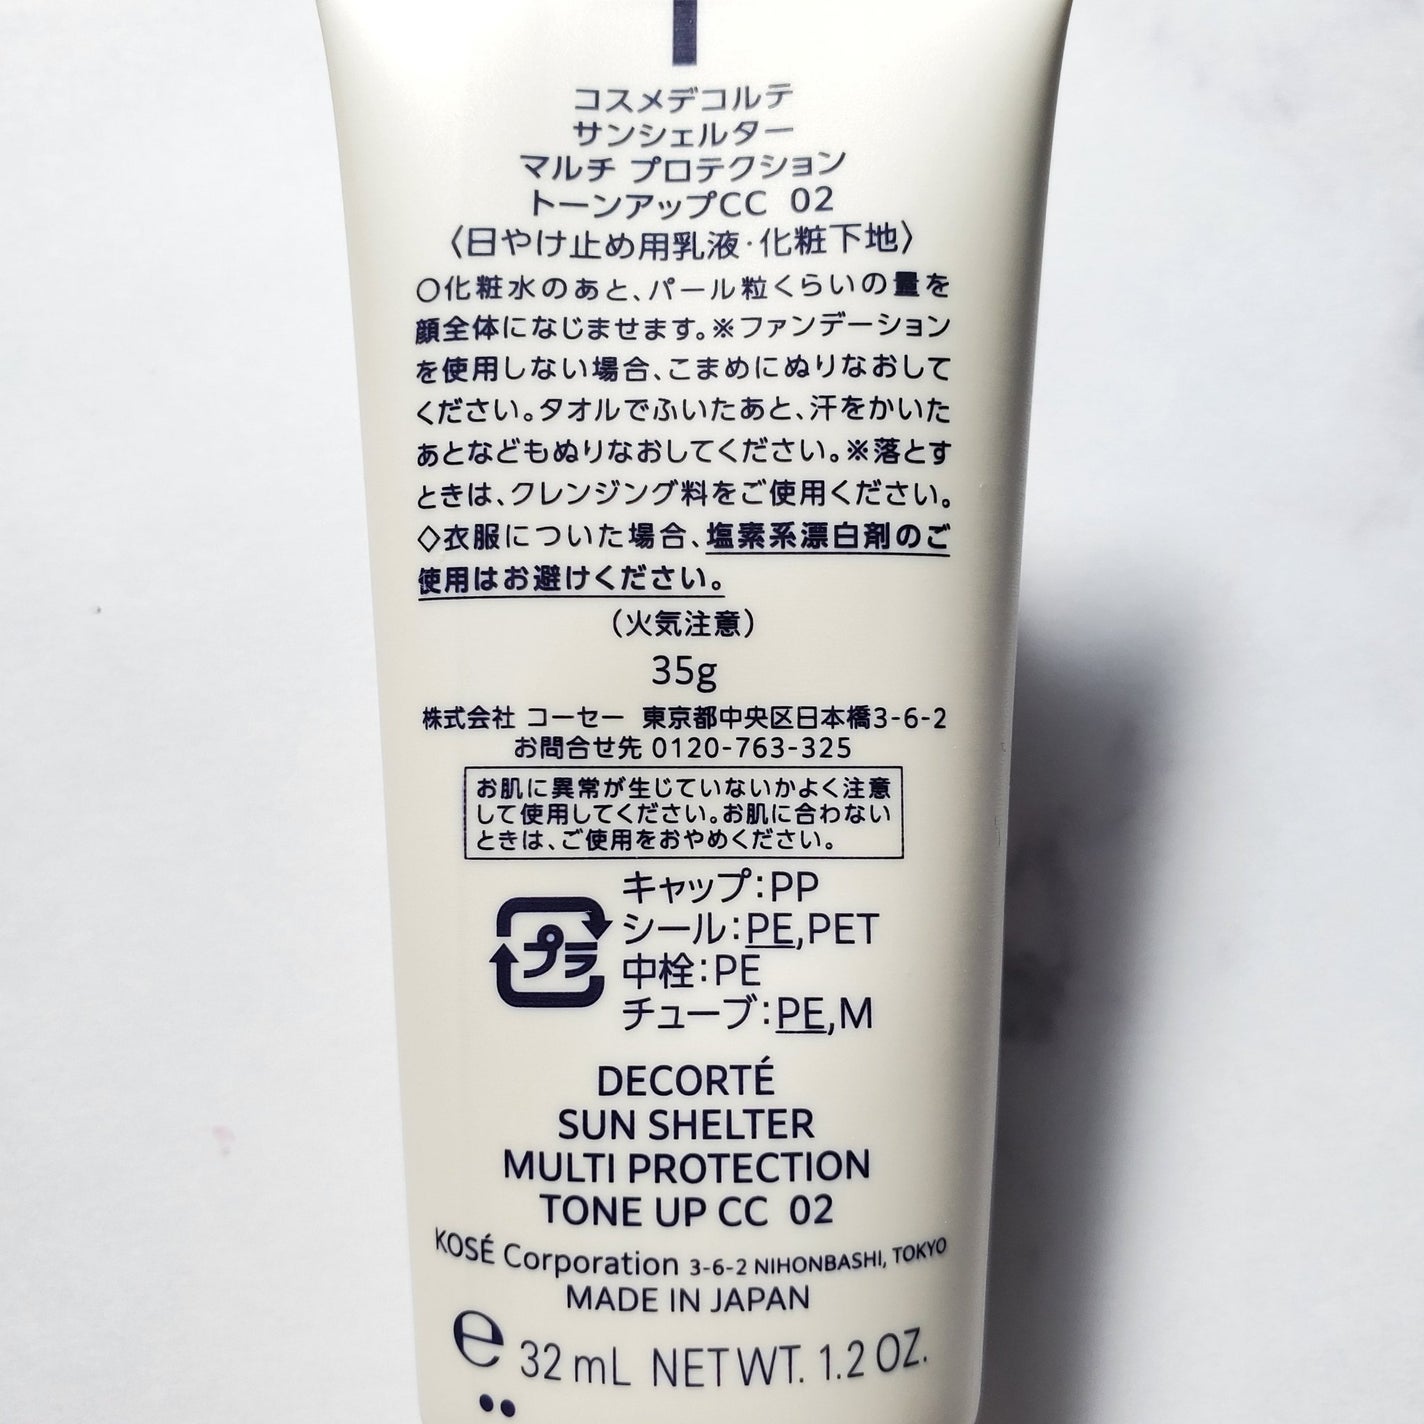 コスメデコルテ
サンシェルター
マルチ プロテクション
トーンアップCC 02
〈日やけ止め用乳液・化粧下地〉
○化粧水のあと、パール粒くらいの量を
顔全体になじませます。※ファンデーション
を使用しない場合、こまめにぬりなおして
ください。タオルでふいたあと、汗をかいた
あとなどもぬりなおしてください。※落とす
ときは、クレンジング料をご使用ください。
◇衣服についた場合、塩素系漂白剤のご
使用はお避けください。
(火気注意)
35g
株式会社 コーセー 東京都中央区日本橋3-6-2
お問合せ先 0120-763-325
お肌に異常が生じていないかよく注意
して使用してください。お肌に合わない
ときは、ご使用をおやめください。
プラ
キャップ:PP
シール:PE,PET
中栓:PE
チューブ:PE,M
DECORTÉ
SUN SHELTER
MULTI PROTECTION
TONE UP CC 02
KOSÉ Corporation 3-6-2 NIHONBASHI, TOKYO
MADE IN JAPAN
℮ 32 mL NET WT. 1.2 OZ.